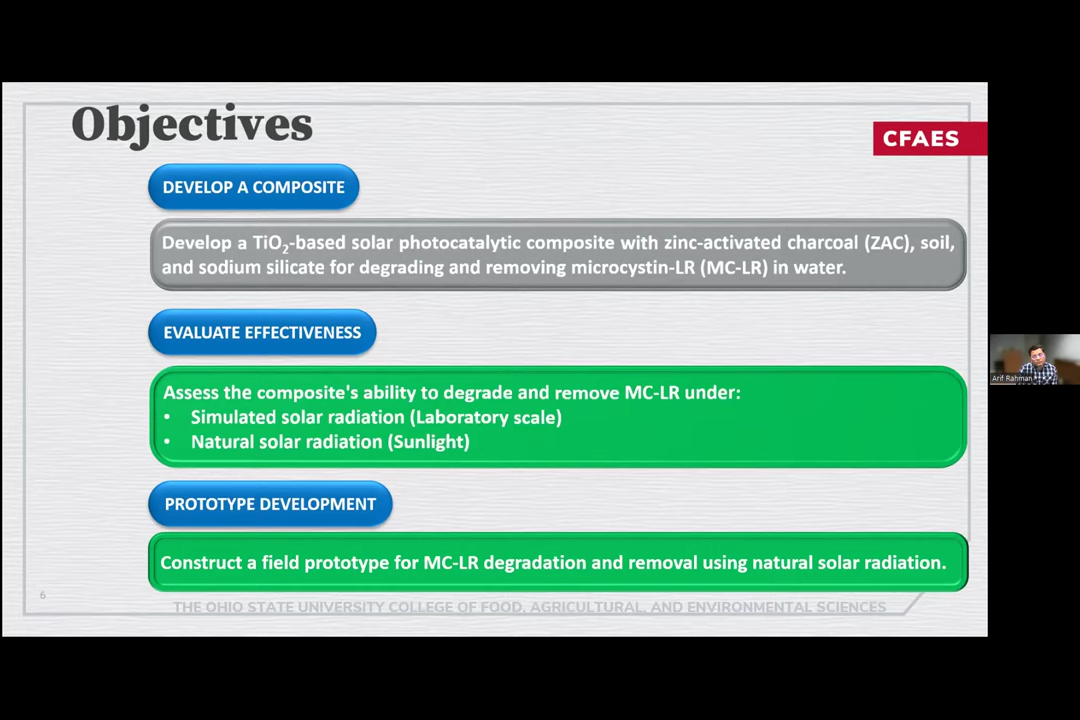 Objectives
CFAES
DEVELOP A COMPOSITE
Develop a TiO₂-based solar photocatalytic composite with zinc-activated charcoal (ZAC), soil,
and sodium silicate for degrading and removing microcystin-LR (MC-LR) in water.
EVALUATE EFFECTIVENESS
Assess the composite's ability to degrade and remove MC-LR under:
• Simulated solar radiation (Laboratory scale)
• Natural solar radiation (Sunlight)
Arif Rahman
PROTOTYPE DEVELOPMENT
Construct a field prototype for MC-LR degradation and removal using natural solar radiation.
6
THE OHIO STATE UNIVERSITY COLLEGE OF FOOD, AGRICULTURAL, AND ENVIRONMENTAL SCIENCES